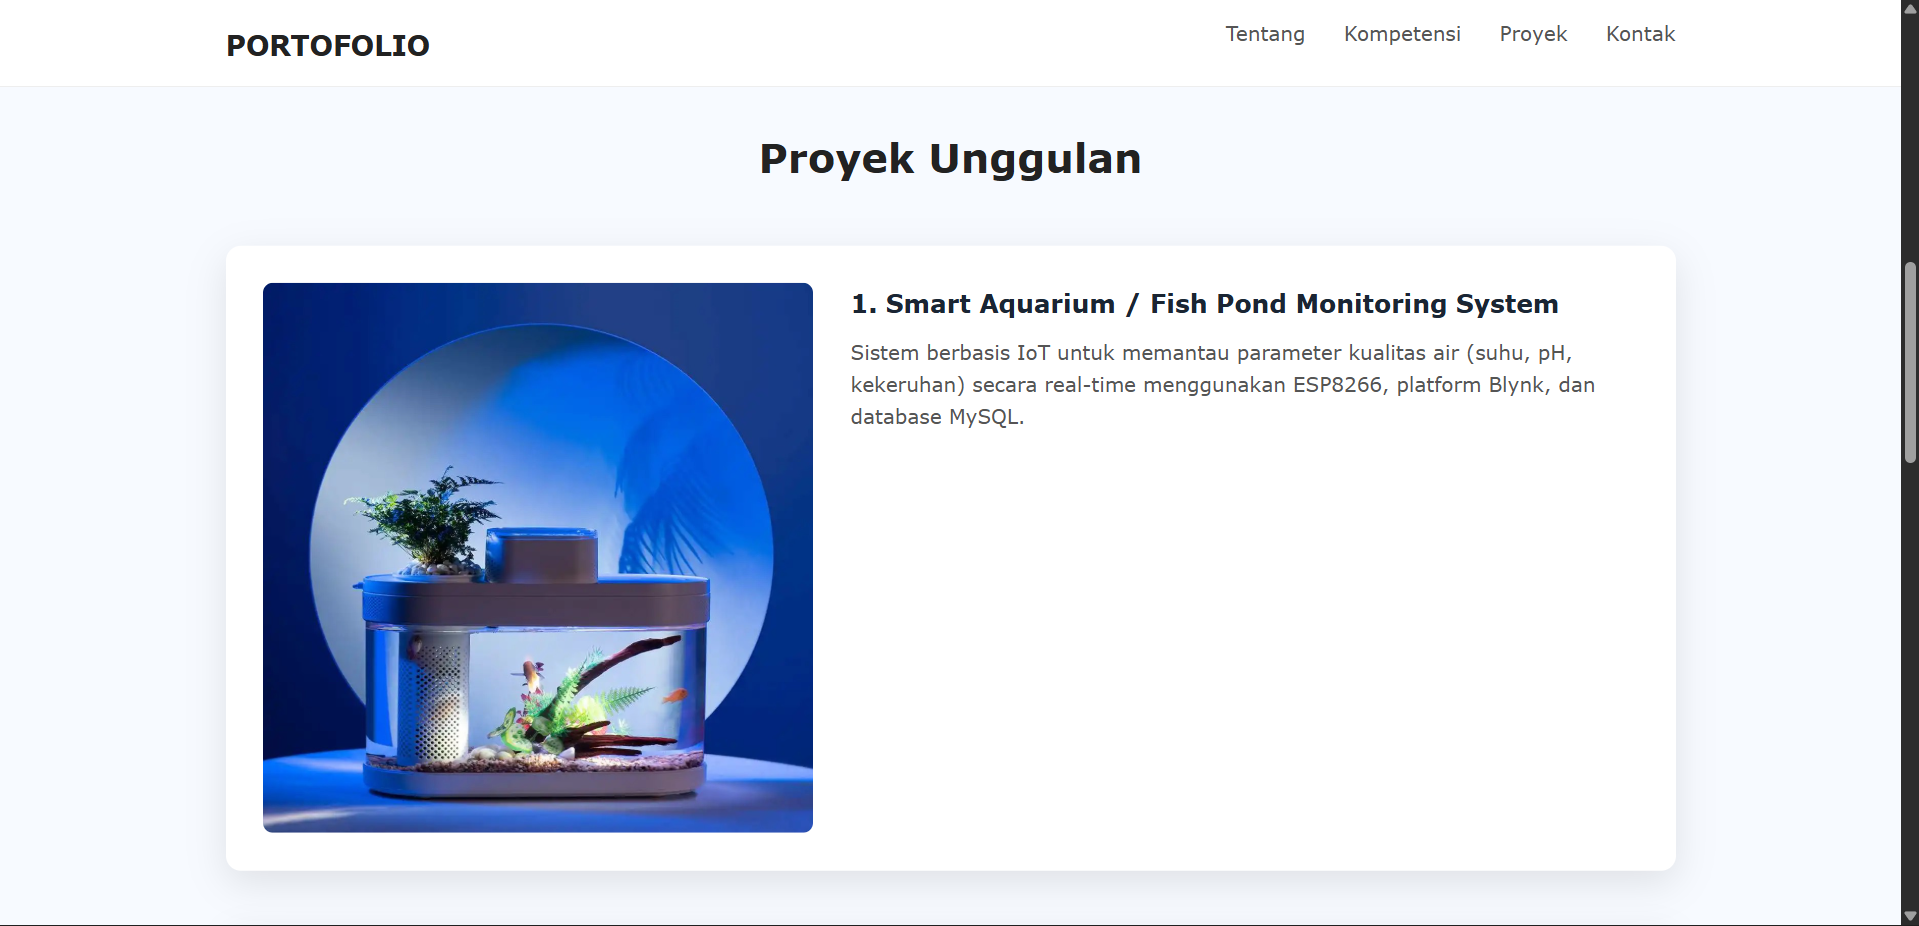 PORTOFOLIO
Tentang Kompetensi Proyek Kontak
Proyek Unggulan
1. Smart Aquarium / Fish Pond Monitoring System
Sistem berbasis IoT untuk memantau parameter kualitas air (suhu, pH,
kekeruhan) secara real-time menggunakan ESP8266, platform Blynk, dan
database MySQL.